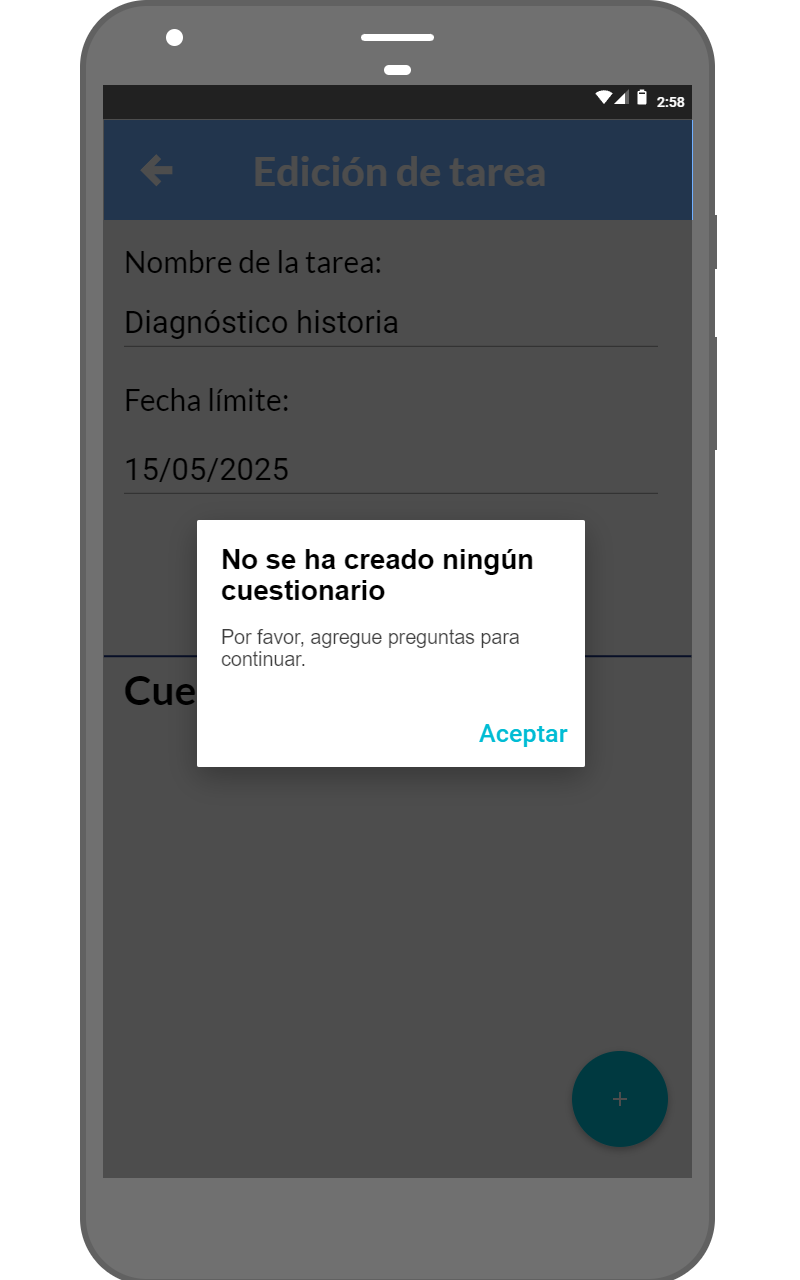 2:58
Edición de tarea
Nombre de la tarea:
Diagnóstico historia
Fecha límite:
15/05/2025
No se ha creado ningún
cuestionario
Por favor, agregue preguntas para
continuar.
Aceptar
+